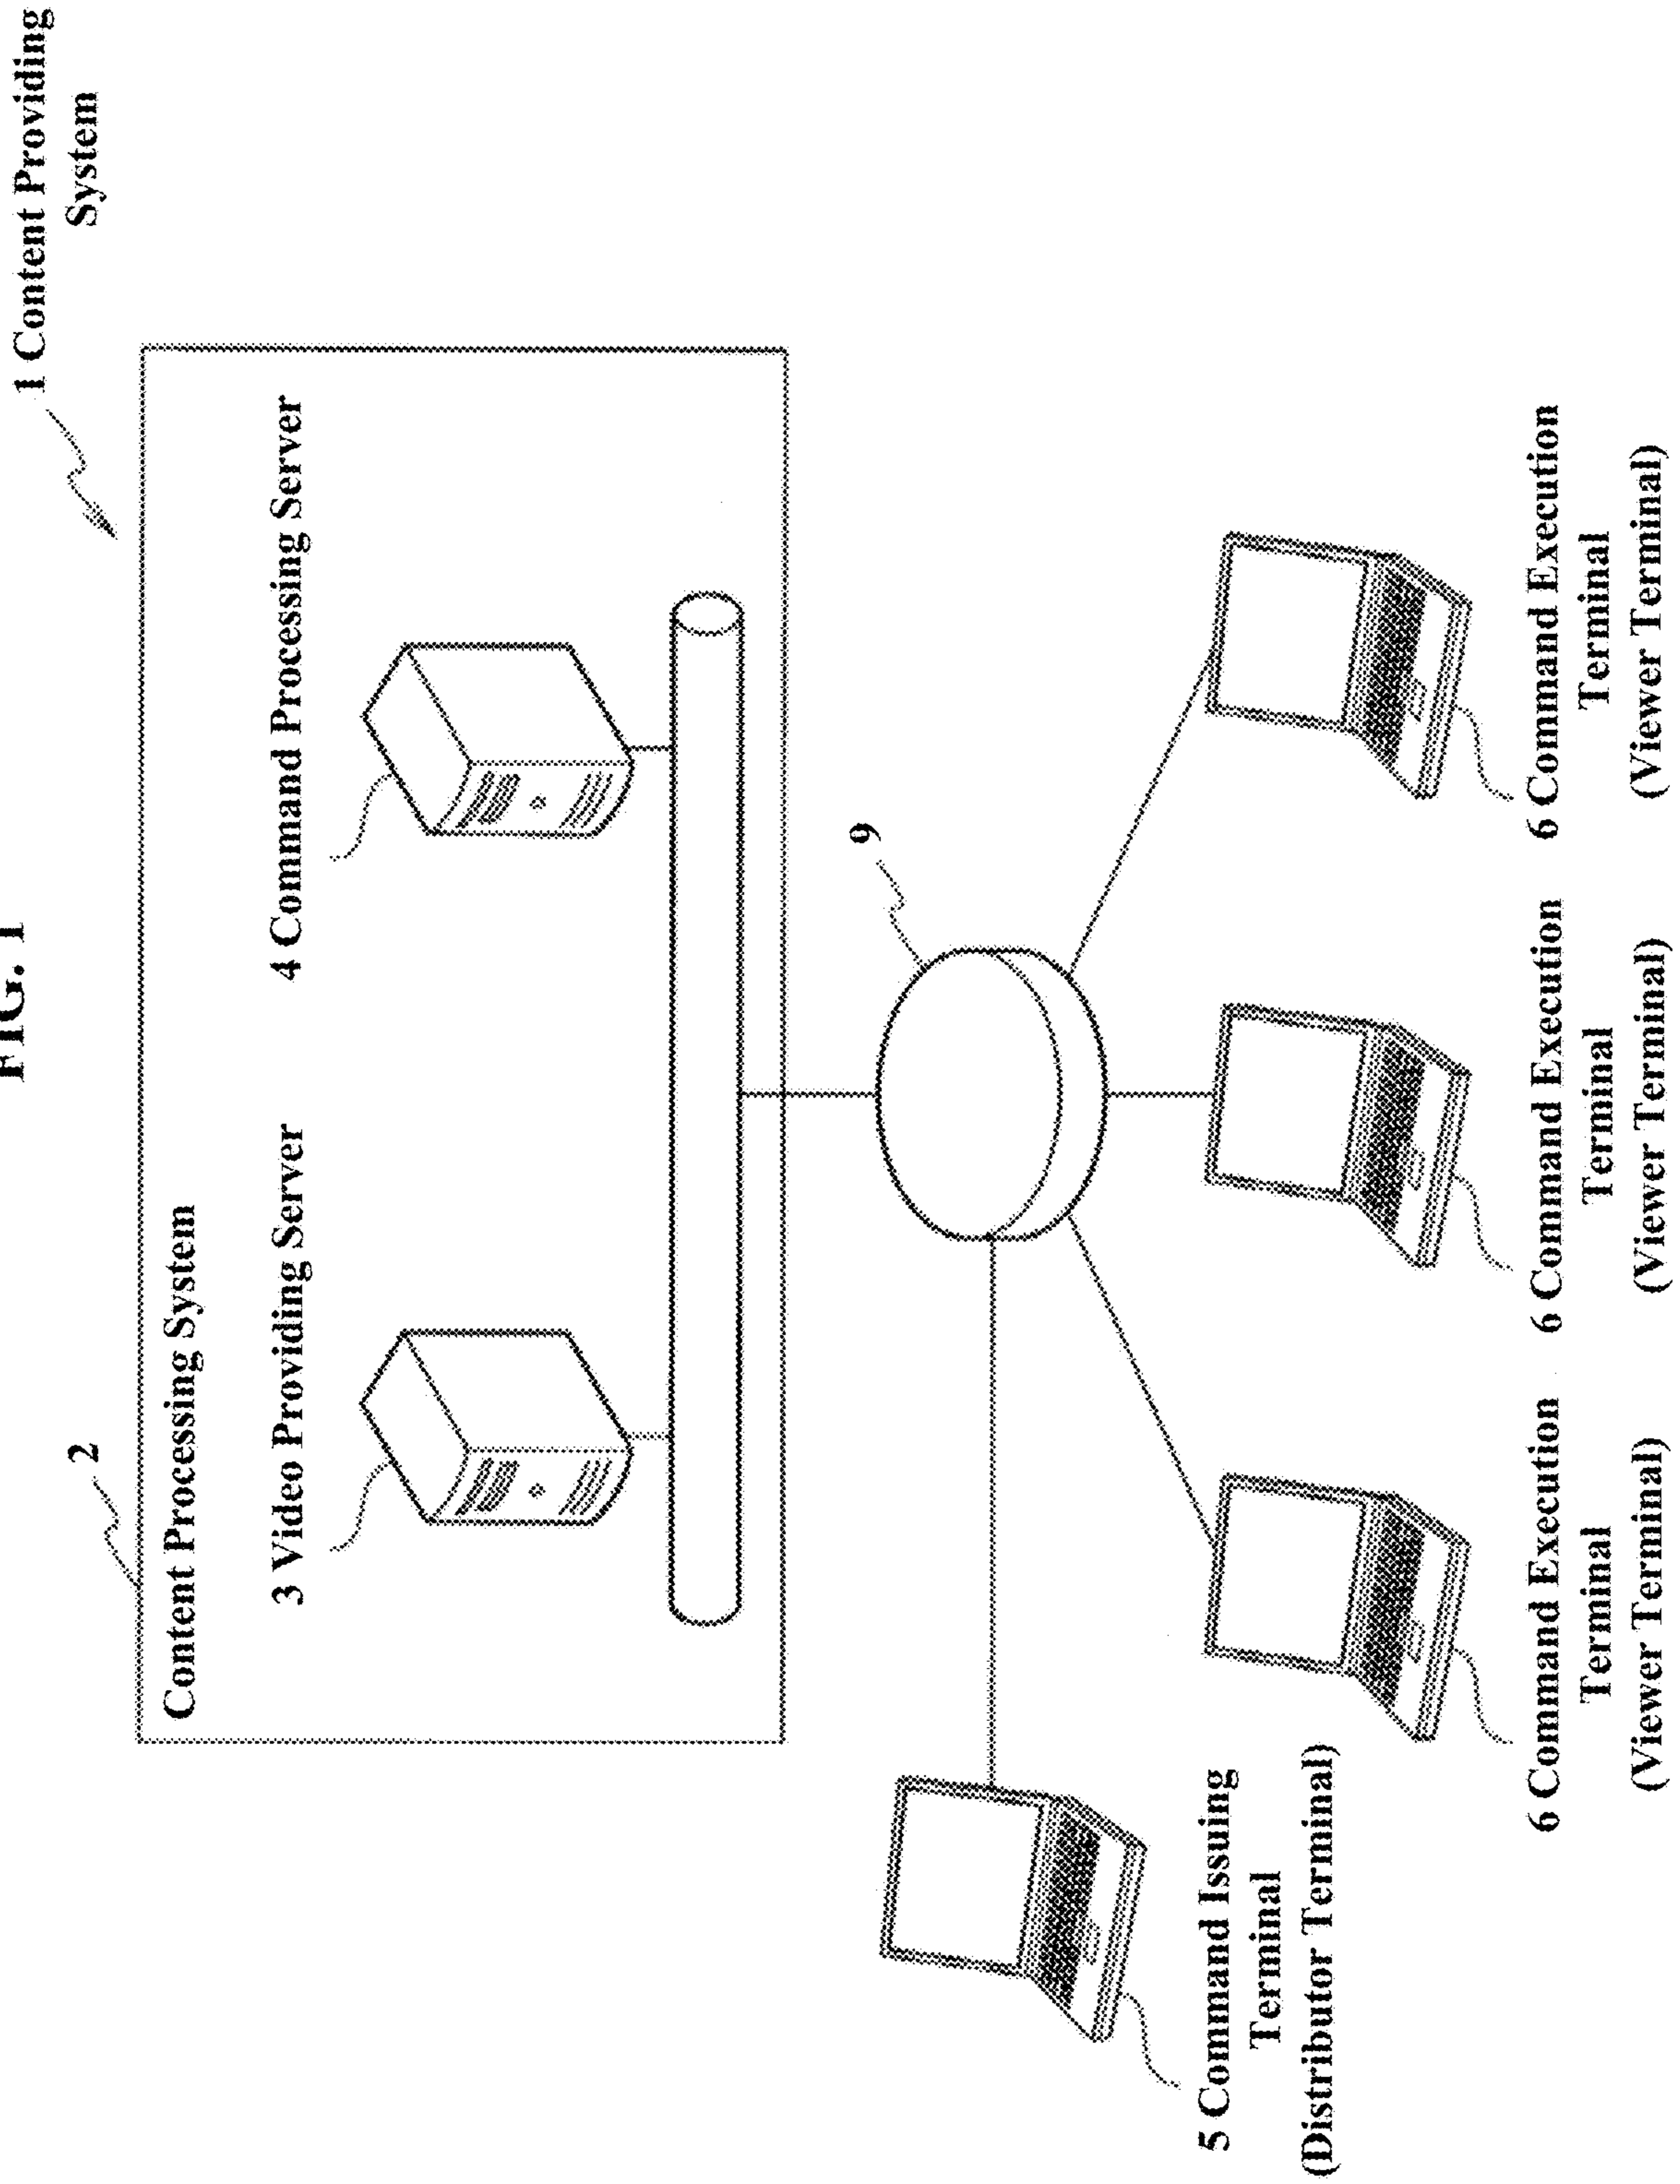 FIG. 1
1 Content Providing
System
2
Content Processing System
3 Video Providing Server
4 Command Processing Server
9
5 Command Issuing
Terminal
(Distributor Terminal)
6 Command Execution
Terminal
(Viewer Terminal)
6 Command Execution
Terminal
(Viewer Terminal)
6 Command Execution
Terminal
(Viewer Terminal)